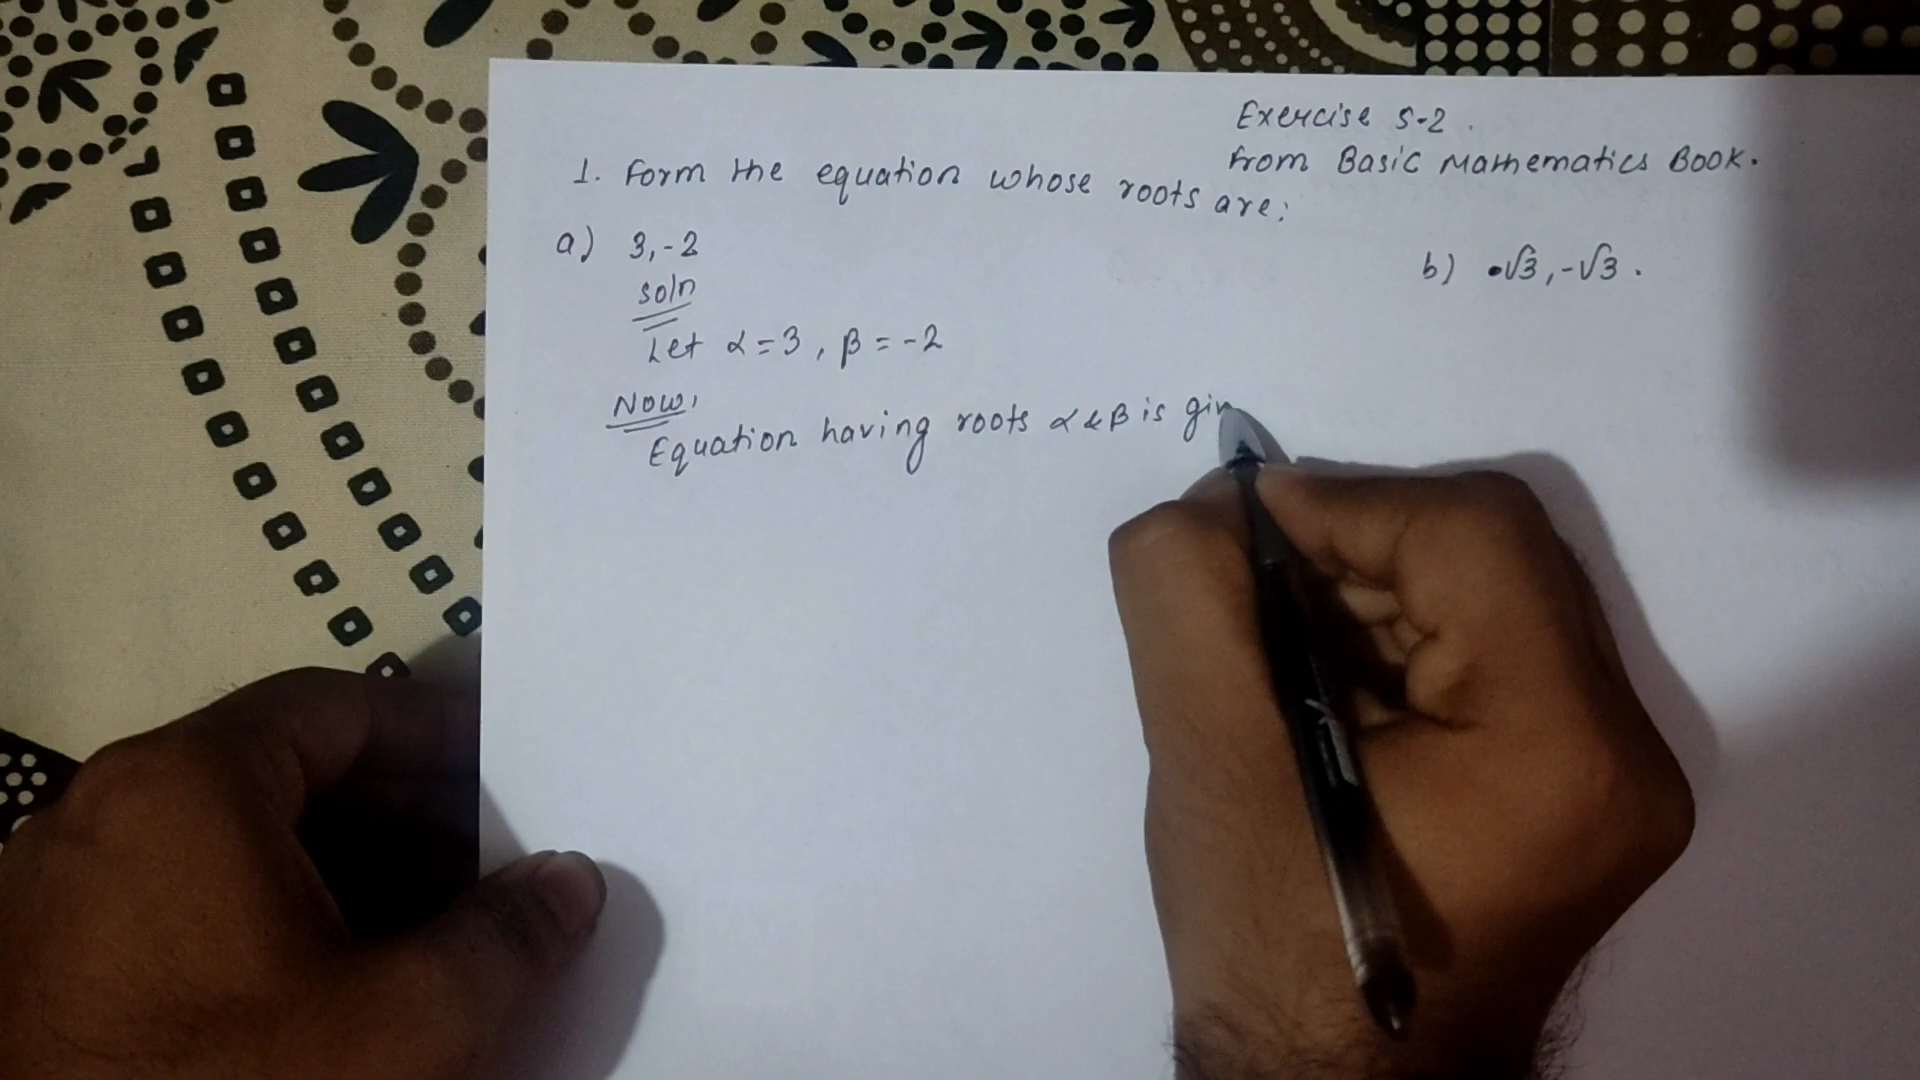 Exercise 5.2.
From Basic Mathematics Book.
1. Form the equation whose roots are:
a) 3, -2
b) √3, -√3.
soln
Let α = 3, β = -2
Now,
Equation having roots α & β is giv